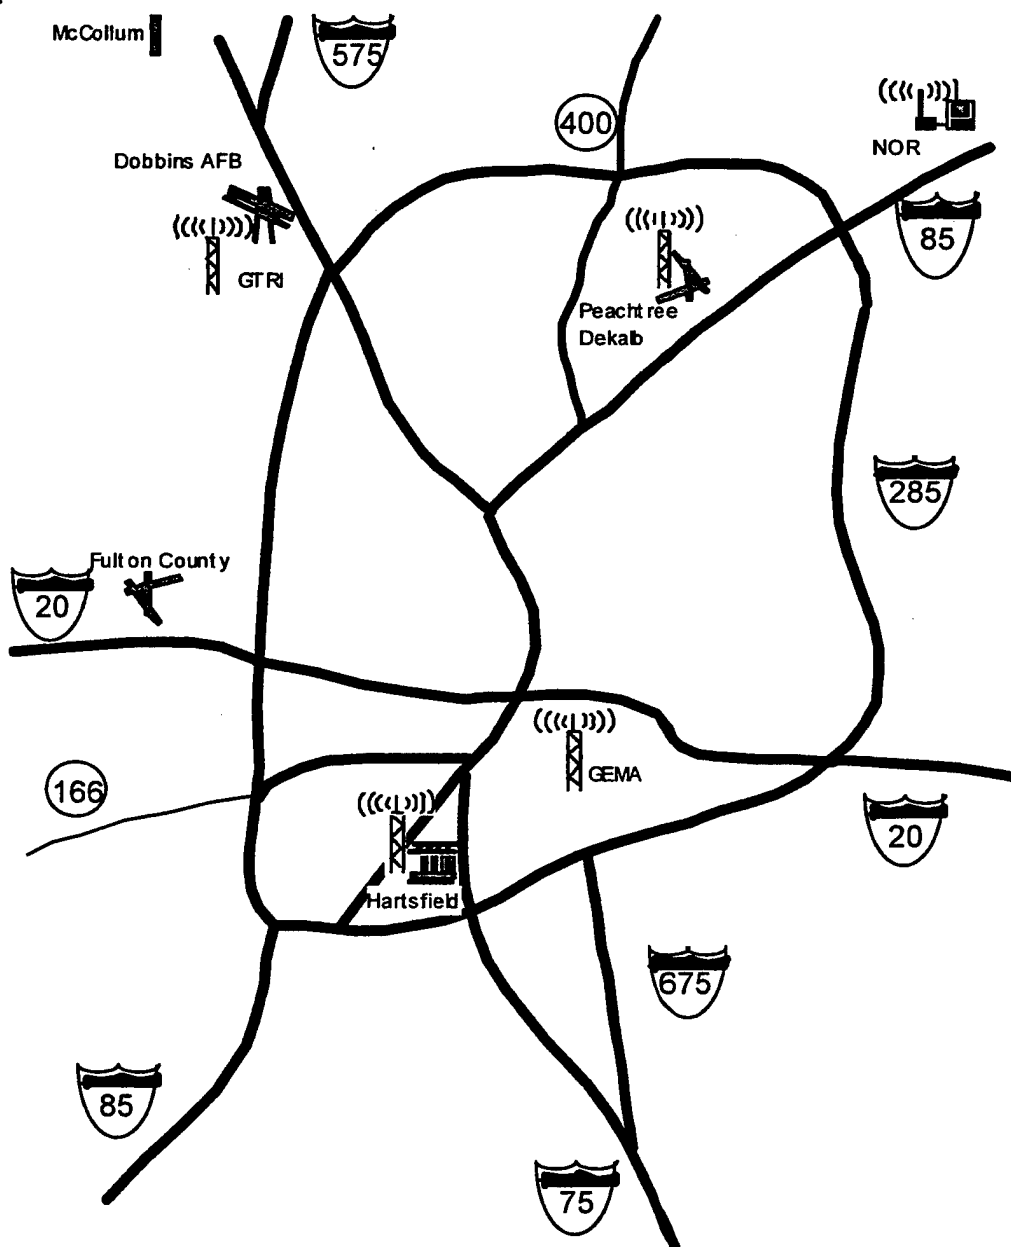 McCollum
575
400
NOR
Dobbins AFB
85
GTRI
Peachtree
Dekalb
285
Fulton County
20
GEMA
166
20
Hartsfield
675
85
75